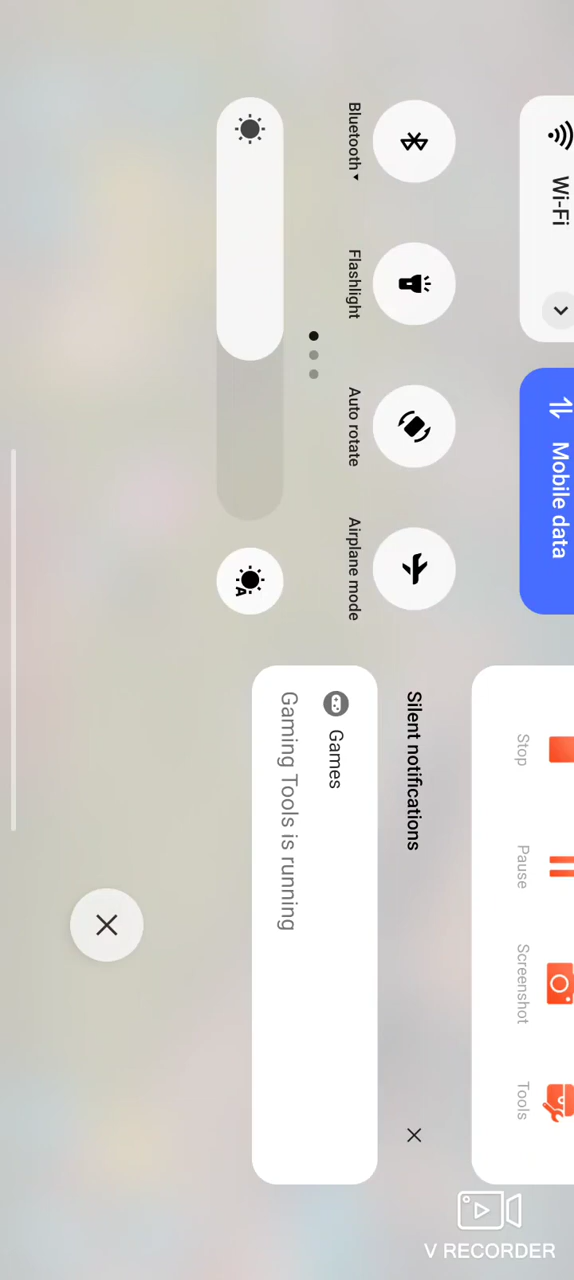 Wi-Fi
Mobile data
Bluetooth
Flashlight
Auto rotate
Airplane mode
A
Stop
Pause
Screenshot
Tools
Silent notifications
Games
Gaming Tools is running
V RECORDER